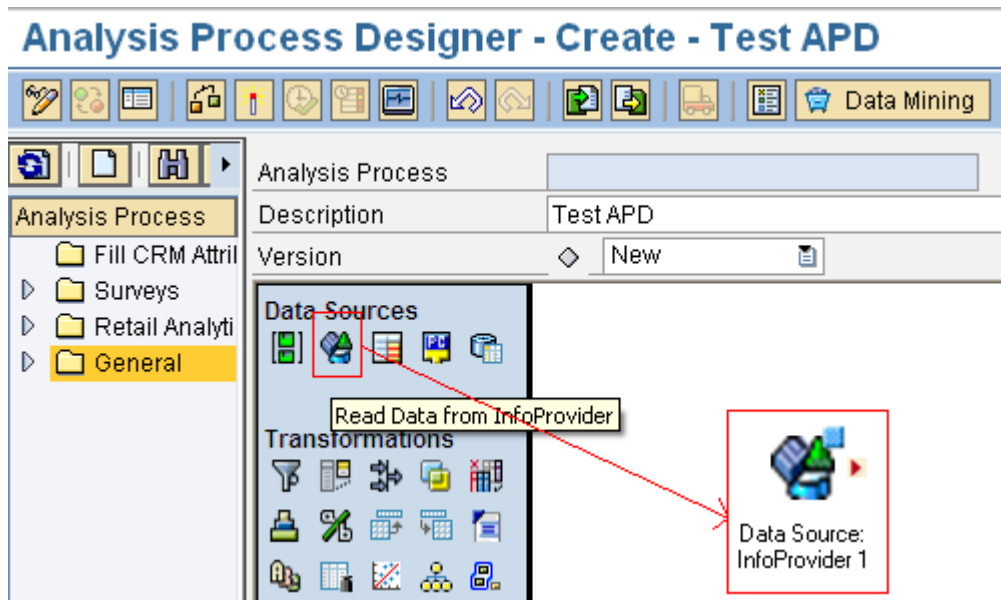 Analysis Process Designer - Create - Test APD
Data Mining
Analysis Process
Description Test APD
Version New
Analysis Process
Fill CRM Attril
Surveys
Retail Analyti
General
Data Sources
Read Data from InfoProvider
Transformations
Data Source:
InfoProvider 1